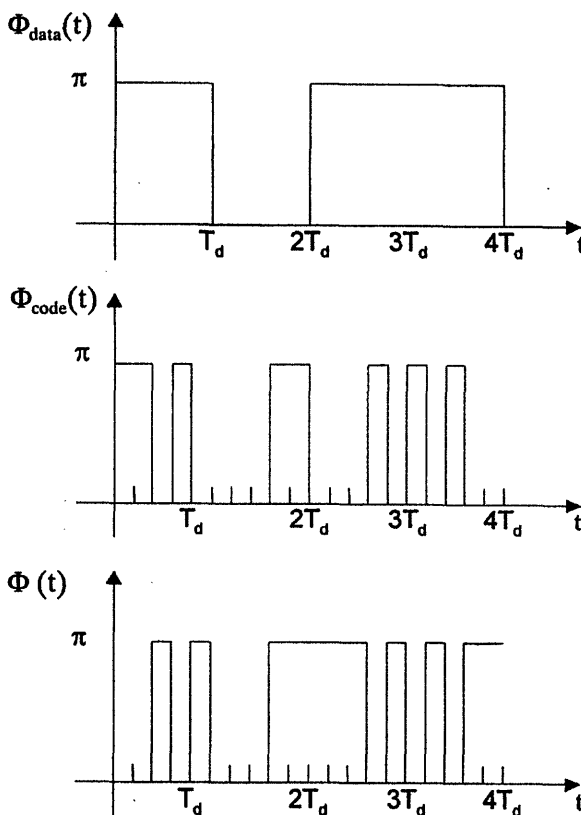 Φdata(t)
π
Td 2Td 3Td 4Td t
Φcode(t)
π
Td 2Td 3Td 4Td t
Φ (t)
π
Td 2Td 3Td 4Td t